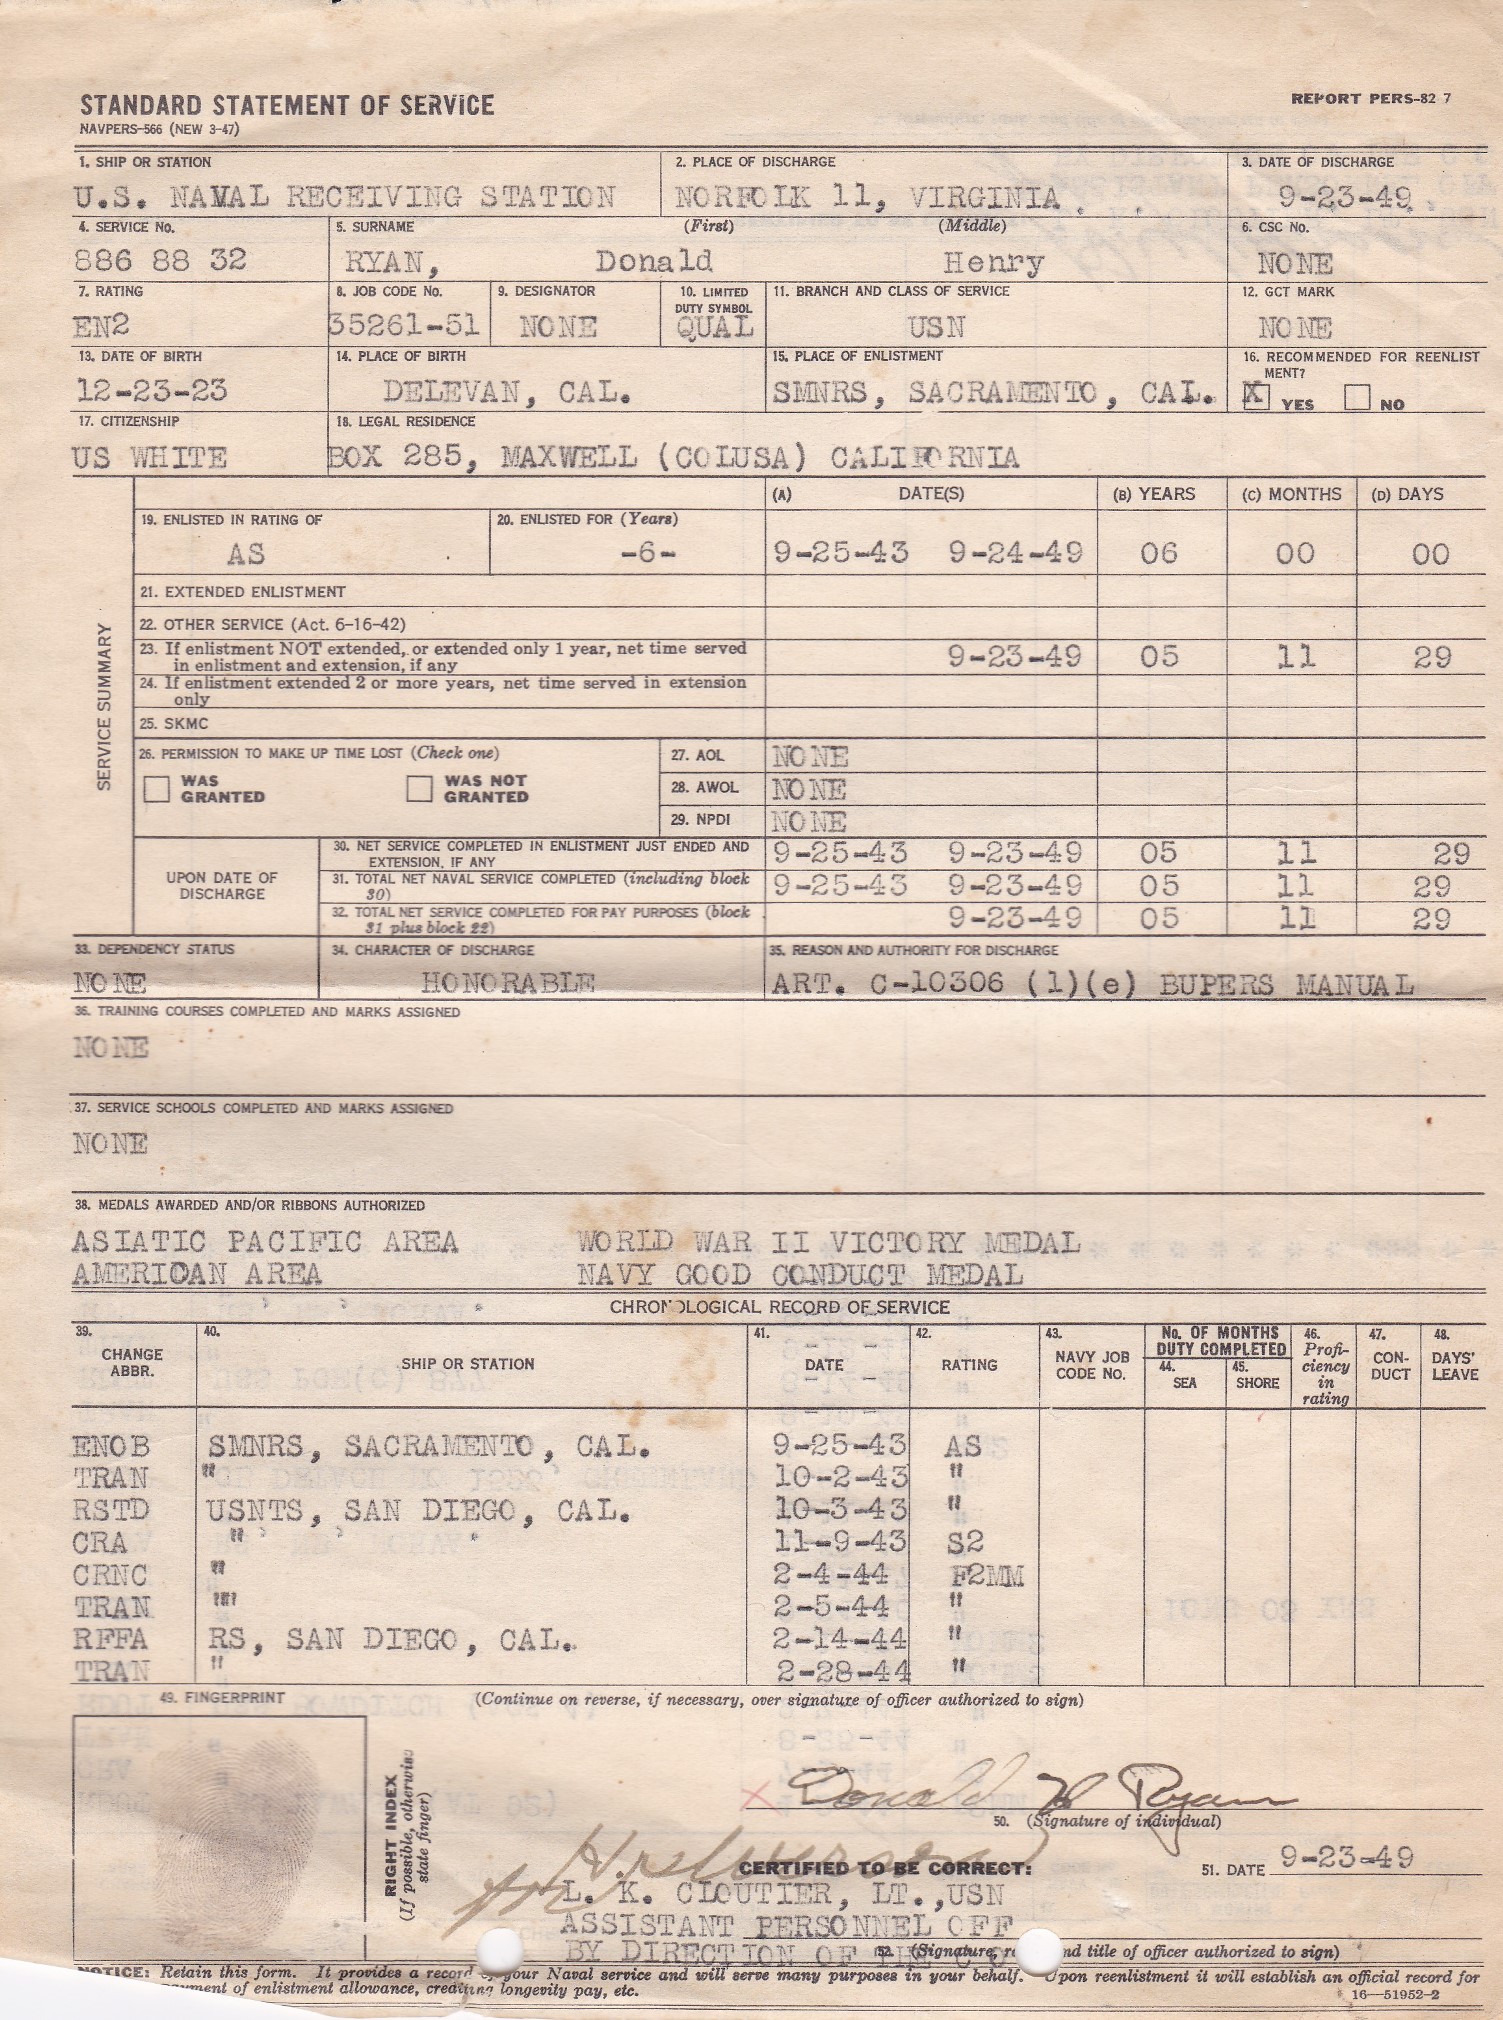 STANDARD STATEMENT OF SERVICE
REPORT PERS-82 7
NAVPERS-566 (NEW 3-47)
1. SHIP OR STATION 2. PLACE OF DISCHARGE 3. DATE OF DISCHARGE
U.S. NAVAL RECEIVING STATION NORFOLK 11, VIRGINIA. 9-23-49
4. SERVICE No. 5. SURNAME (First) (Middle) 6. CSC No.
886 88 32 RYAN, Donald Henry NONE
7. RATING 8. JOB CODE No. 9. DESIGNATOR 10. LIMITED DUTY SYMBOL 11. BRANCH AND CLASS OF SERVICE 12. GCT MARK
EN2 35261-51 NONE QUAL USN NONE
13. DATE OF BIRTH 14. PLACE OF BIRTH 15. PLACE OF ENLISTMENT 16. RECOMMENDED FOR REENLIST
MENT?
12-23-23 DELEVAN, CAL. SMNRS, SACRAMENTO, CAL. X YES NO
17. CITIZENSHIP 18. LEGAL RESIDENCE
US WHITE BOX 285, MAXWELL (COLUSA) CALIFORNIA
SERVICE SUMMARY
(A) DATE(S) (B) YEARS (C) MONTHS (D) DAYS
19. ENLISTED IN RATING OF 20. ENLISTED FOR (Years)
AS -6- 9-25-43 9-24-49 06 00 00
21. EXTENDED ENLISTMENT
22. OTHER SERVICE (Act. 6-16-42)
23. If enlistment NOT extended, or extended only 1 year, net time served
in enlistment and extension, if any 9-23-49 05 11 29
24. If enlistment extended 2 or more years, net time served in extension
only
25. SKMC
26. PERMISSION TO MAKE UP TIME LOST (Check one) 27. AOL NONE
WAS GRANTED WAS NOT GRANTED 28. AWOL NONE
29. NPDI NONE
UPON DATE OF DISCHARGE
30. NET SERVICE COMPLETED IN ENLISTMENT JUST ENDED AND
EXTENSION, IF ANY 9-25-43 9-23-49 05 11 29
31. TOTAL NET NAVAL SERVICE COMPLETED (including block
30) 9-25-43 9-23-49 05 11 29
32. TOTAL NET SERVICE COMPLETED FOR PAY PURPOSES (block
31 plus block 22) 9-23-49 05 11 29
33. DEPENDENCY STATUS 34. CHARACTER OF DISCHARGE 35. REASON AND AUTHORITY FOR DISCHARGE
NONE HONORABLE ART. C-10306 (1)(e) BUPERS MANUAL
36. TRAINING COURSES COMPLETED AND MARKS ASSIGNED
NONE
37. SERVICE SCHOOLS COMPLETED AND MARKS ASSIGNED
NONE
38. MEDALS AWARDED AND/OR RIBBONS AUTHORIZED
ASIATIC PACIFIC AREA WORLD WAR II VICTORY MEDAL
AMERICAN AREA NAVY GOOD CONDUCT MEDAL
CHRONOLOGICAL RECORD OF SERVICE
39. CHANGE ABBR. 40. SHIP OR STATION 41. DATE 42. RATING 43. NAVY JOB CODE NO. No. OF MONTHS DUTY COMPLETED 44. SEA 45. SHORE 46. Proficiency in rating 47. CON-DUCT 48. DAYS' LEAVE
ENOB SMNRS, SACRAMENTO, CAL. 9-25-43 AS
TRAN " 10-2-43 "
RSTD USNTS, SAN DIEGO, CAL. 10-3-43 "
CRA " 11-9-43 S2
CRNC " 2-4-44 F2MM
TRAN "" 2-5-44 "
RFFA RS, SAN DIEGO, CAL. 2-14-44 "
TRAN " 2-28-44 "
49. FINGERPRINT (Continue on reverse, if necessary, over signature of officer authorized to sign)
RIGHT INDEX
(If possible, otherwise
state finger)
X Donald H Ryan
50. (Signature of individual)
CERTIFIED TO BE CORRECT: 51. DATE 9-23-49
for
L. K. CLOUTIER, LT.,USN
ASSISTANT PERSONNEL OFF
BY DIRECTION OF THE C O
52. (Signature, and title of officer authorized to sign)
NOTICE: Retain this form. It provides a record of your Naval service and will serve many purposes in your behalf. Upon reenlistment it will establish an official record for
of enlistment allowance, crediting longevity pay, etc.
16—51952-2